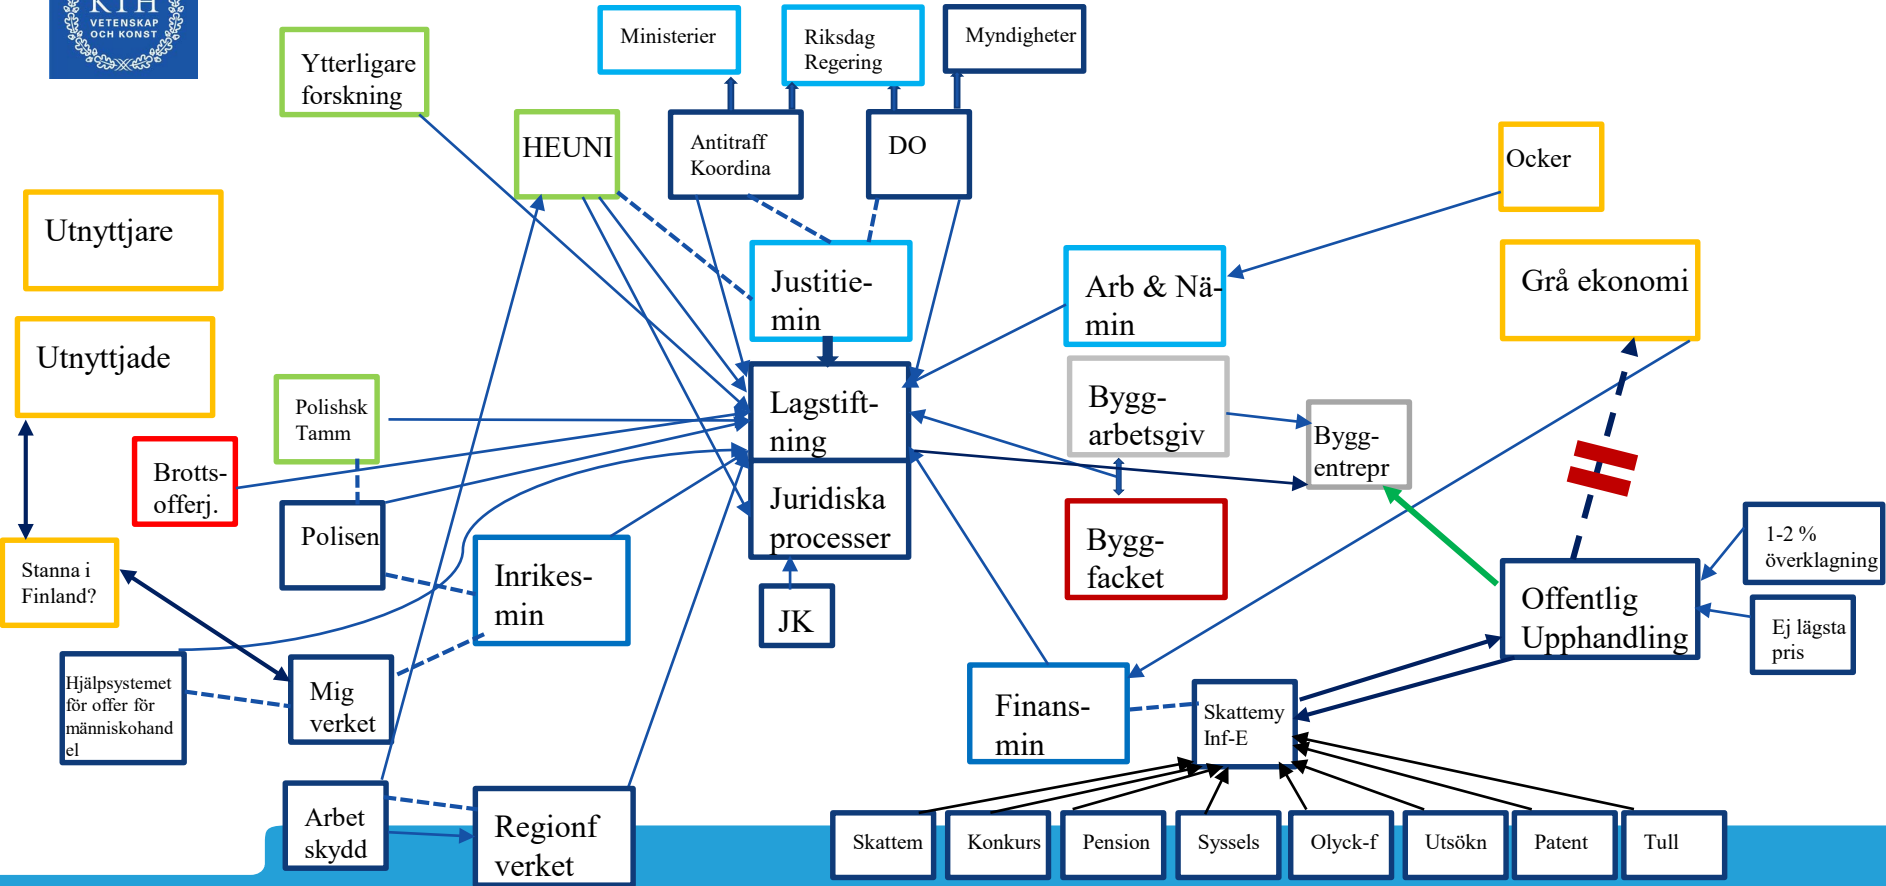 KTH
VETENSKAP
OCH KONST
Ministerier
Riksdag
Regering
Myndigheter
Ytterligare
forskning
HEUNI
Antitraff
Koordina
DO
Ocker
Utnyttjare
Justitie-
min
Arb & Nä-
min
Grå ekonomi
Utnyttjade
Polishsk
Tamm
Lagstift-
ning
Bygg-
arbetsgiv
Bygg-
entrepr
Brotts-
offerj.
Polisen
Juridiska
processer
Bygg-
facket
1-2 %
överklagning
Stanna i
Finland?
Inrikes-
min
JK
Offentlig
Upphandling
Ej lägsta
pris
Hjälpsystemet
för offer för
människohand
el
Mig
verket
Finans-
min
Skattemy
Inf-E
Arbet
skydd
Regionf
verket
Skattem
Konkurs
Pension
Syssels
Olyck-f
Utsökn
Patent
Tull